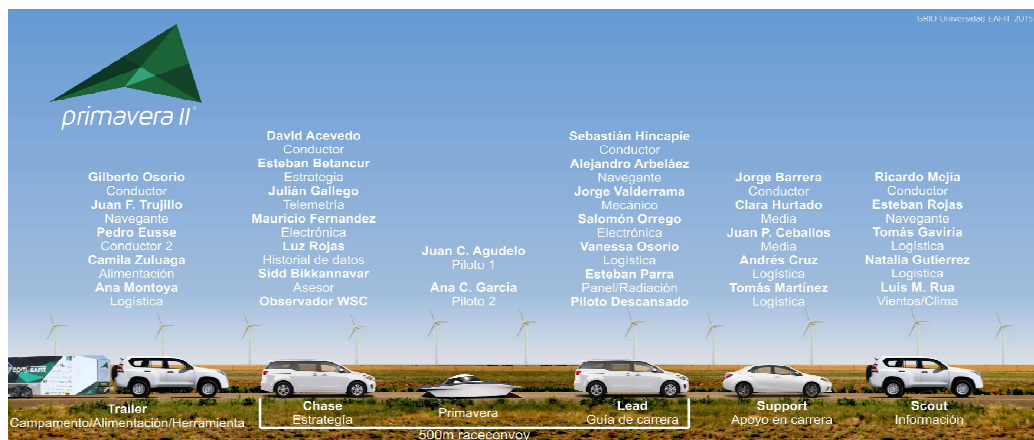 GRID Universidad EAFIT 2015
primavera II
Gilberto Osorio
Conductor
Juan F. Trujillo
Navegante
Pedro Eusse
Conductor 2
Camila Zuluaga
Alimentación
Ana Montoya
Logística
David Acevedo
Conductor
Esteban Betancur
Estrategia
Julián Gallego
Telemetría
Mauricio Fernandez
Electrónica
Luz Rojas
Historial de datos
Sidd Bikkannavar
Asesor
Observador WSC
Juan C. Agudelo
Piloto 1
Ana C. Garcia
Piloto 2
Sebastián Hincapíe
Conductor
Alejandro Arbeláez
Navegante
Jorge Valderrama
Mecánico
Salomón Orrego
Electrónica
Vanessa Osorio
Logística
Esteban Parra
Panel/Radiación
Piloto Descansado
Jorge Barrera
Conductor
Clara Hurtado
Media
Juan P. Ceballos
Media
Andrés Cruz
Logística
Tomás Martínez
Logística
Ricardo Mejía
Conductor
Esteban Rojas
Navegante
Tomás Gaviria
Logística
Natalia Gutierrez
Logística
Luis M. Rua
Vientos/Clima
epm EAFIT
Trailer
Campamento/Alimentación/Herramienta
Chase
Estrategia
Primavera
Lead
Guía de carrera
Support
Apoyo en carrera
Scout
Información
500m raceconvoy